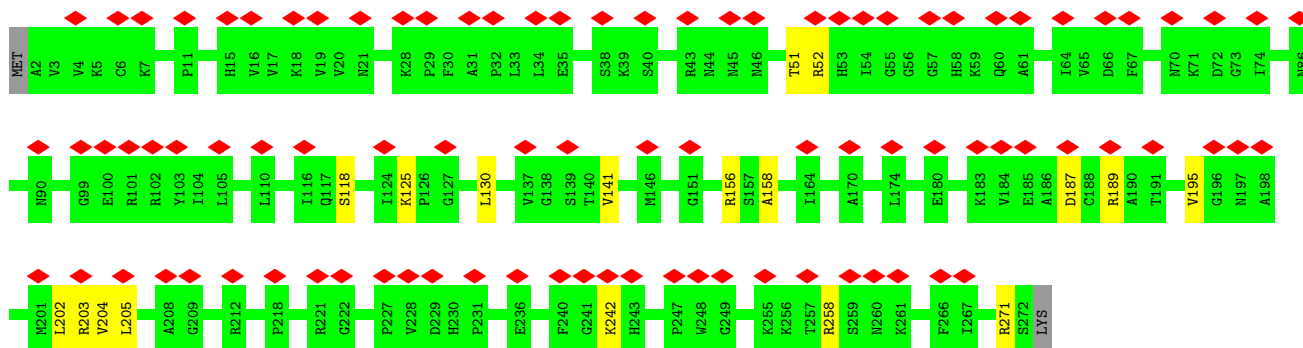 MET A2 V3 V4 K5 C6 K7 P11 H15 V16 V17 K18 V19 V20 N21 K28 P29 F30 A31 P32 L33 L34 E35 S38 K39 S40 R43 N44 N45 N46 T51 R52 H53 I54 G55 G56 G57 H58 K59 Q60 A61 I64 V65 D66 F67 N70 K71 D72 G73 I74 N86
N90 G99 E100 R101 R102 Y103 I104 L105 L110 I116 Q117 S118 I124 K125 P126 G127 L130 V137 G138 S139 T140 V141 M146 G151 R156 S157 A158 I164 A170 L174 E180 K183 V184 E185 A186 D187 C188 R189 A190 T191 V195 G196 N197 A198
M201 L202 R203 V204 L205 A208 G209 R212 P218 R221 G222 P227 V228 D229 H230 P231 E236 F240 G241 K242 H243 P247 W248 G249 K255 K256 T257 R258 S259 N260 K261 F266 I267 R271 S272 LYS